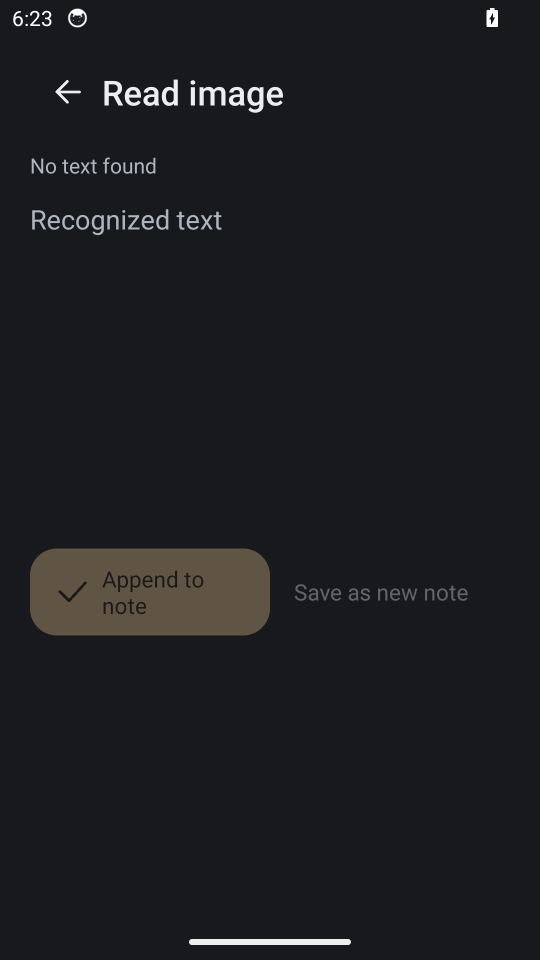 6:23
Read image
No text found
Recognized text
Append to
note
Save as new note